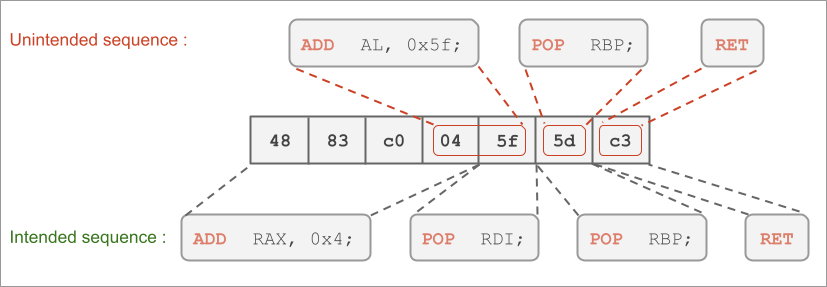 Unintended sequence : ADD AL, 0x5f; POP RBP; RET
48 83 c0 04 5f 5d c3
Intended sequence : ADD RAX, 0x4; POP RDI; POP RBP; RET